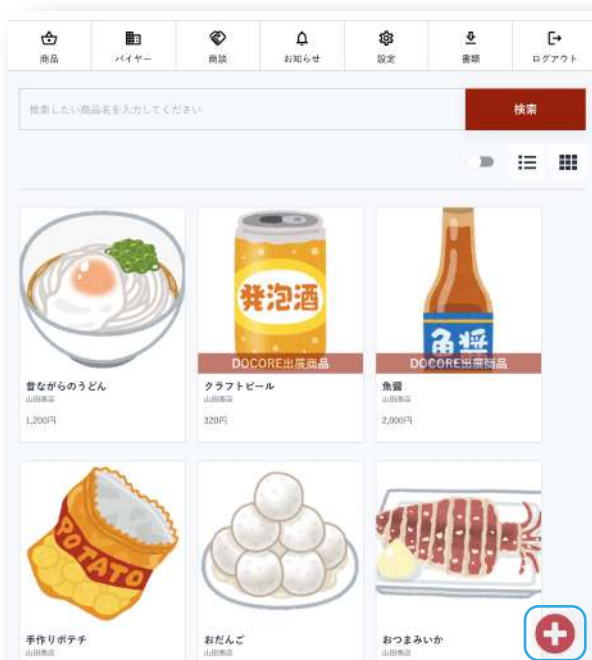 商品
バイヤー
商談
お知らせ
設定
書類
ログアウト
検索したい商品名を入力してください
検索
発泡酒
魚醤
DOCORE出展商品
DOCORE出展商品
昔ながらのうどん
クラフトビール
魚醤
山田商店
山田商店
山田商店
1,200円
320円
2,000円
POTATO
手作りポテチ
おだんご
おつまみいか
山田商店
山田商店
山田商店